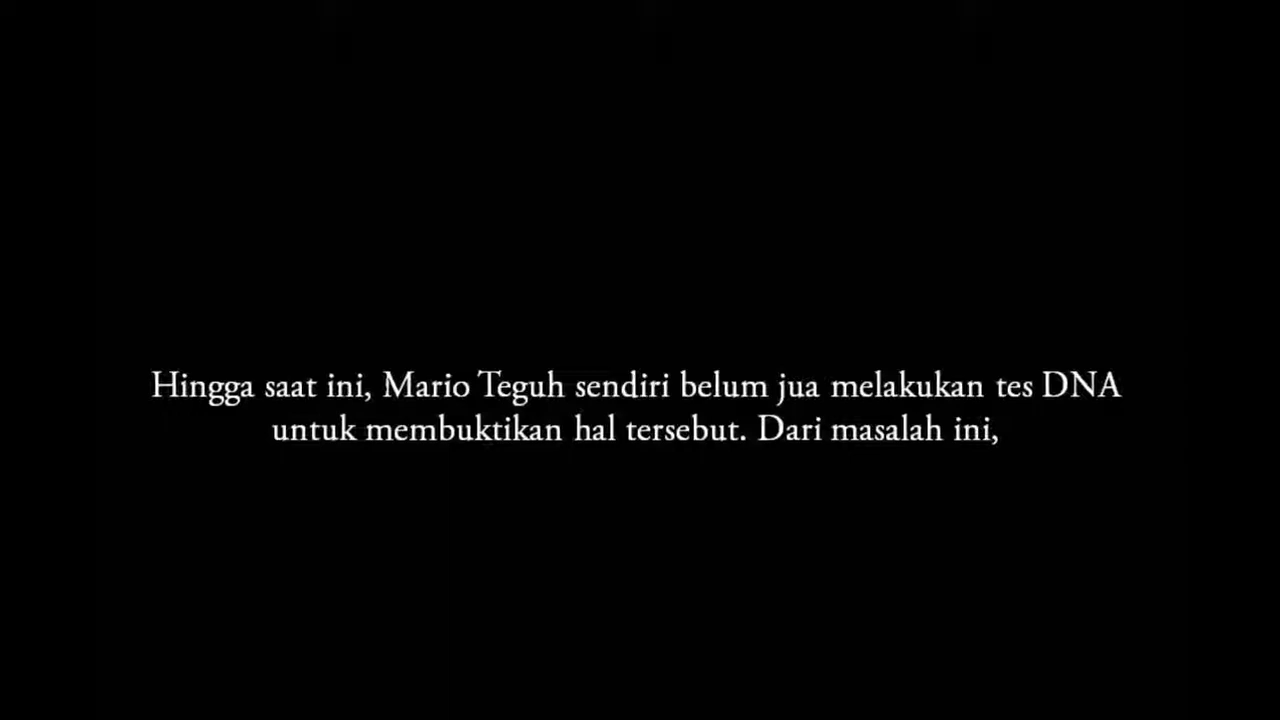 Hingga saat ini, Mario Teguh sendiri belum jua melakukan tes DNA
untuk membuktikan hal tersebut. Dari masalah ini,